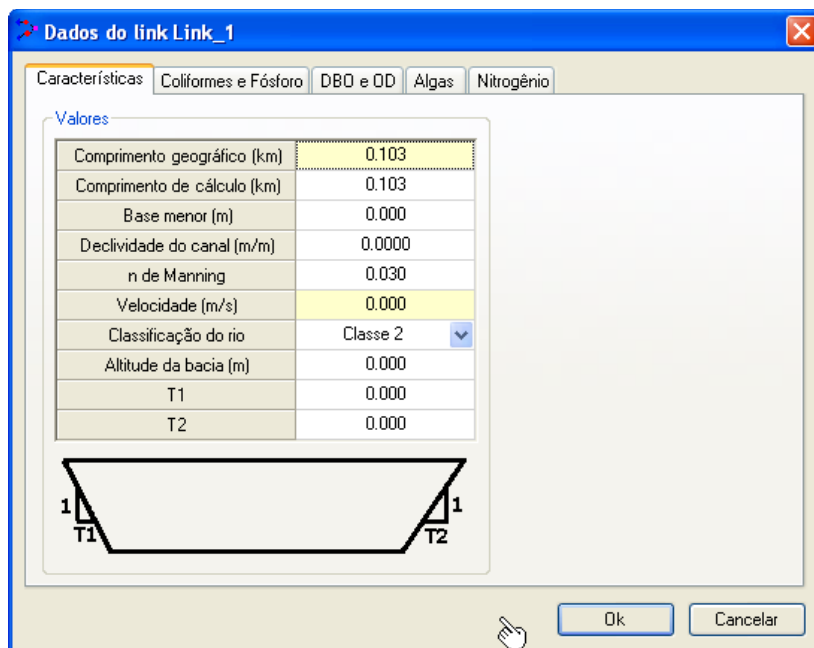 Dados do link Link_1
Características Coliformes e Fósforo DBO e OD Algas Nitrogênio
Valores
Comprimento geográfico (km) 0.103
Comprimento de cálculo (km) 0.103
Base menor (m) 0.000
Declividade do canal (m/m) 0.0000
n de Manning 0.030
Velocidade (m/s) 0.000
Classificação do rio Classe 2
Altitude da bacia (m) 0.000
T1 0.000
T2 0.000
1 1
T1 T2
Ok Cancelar